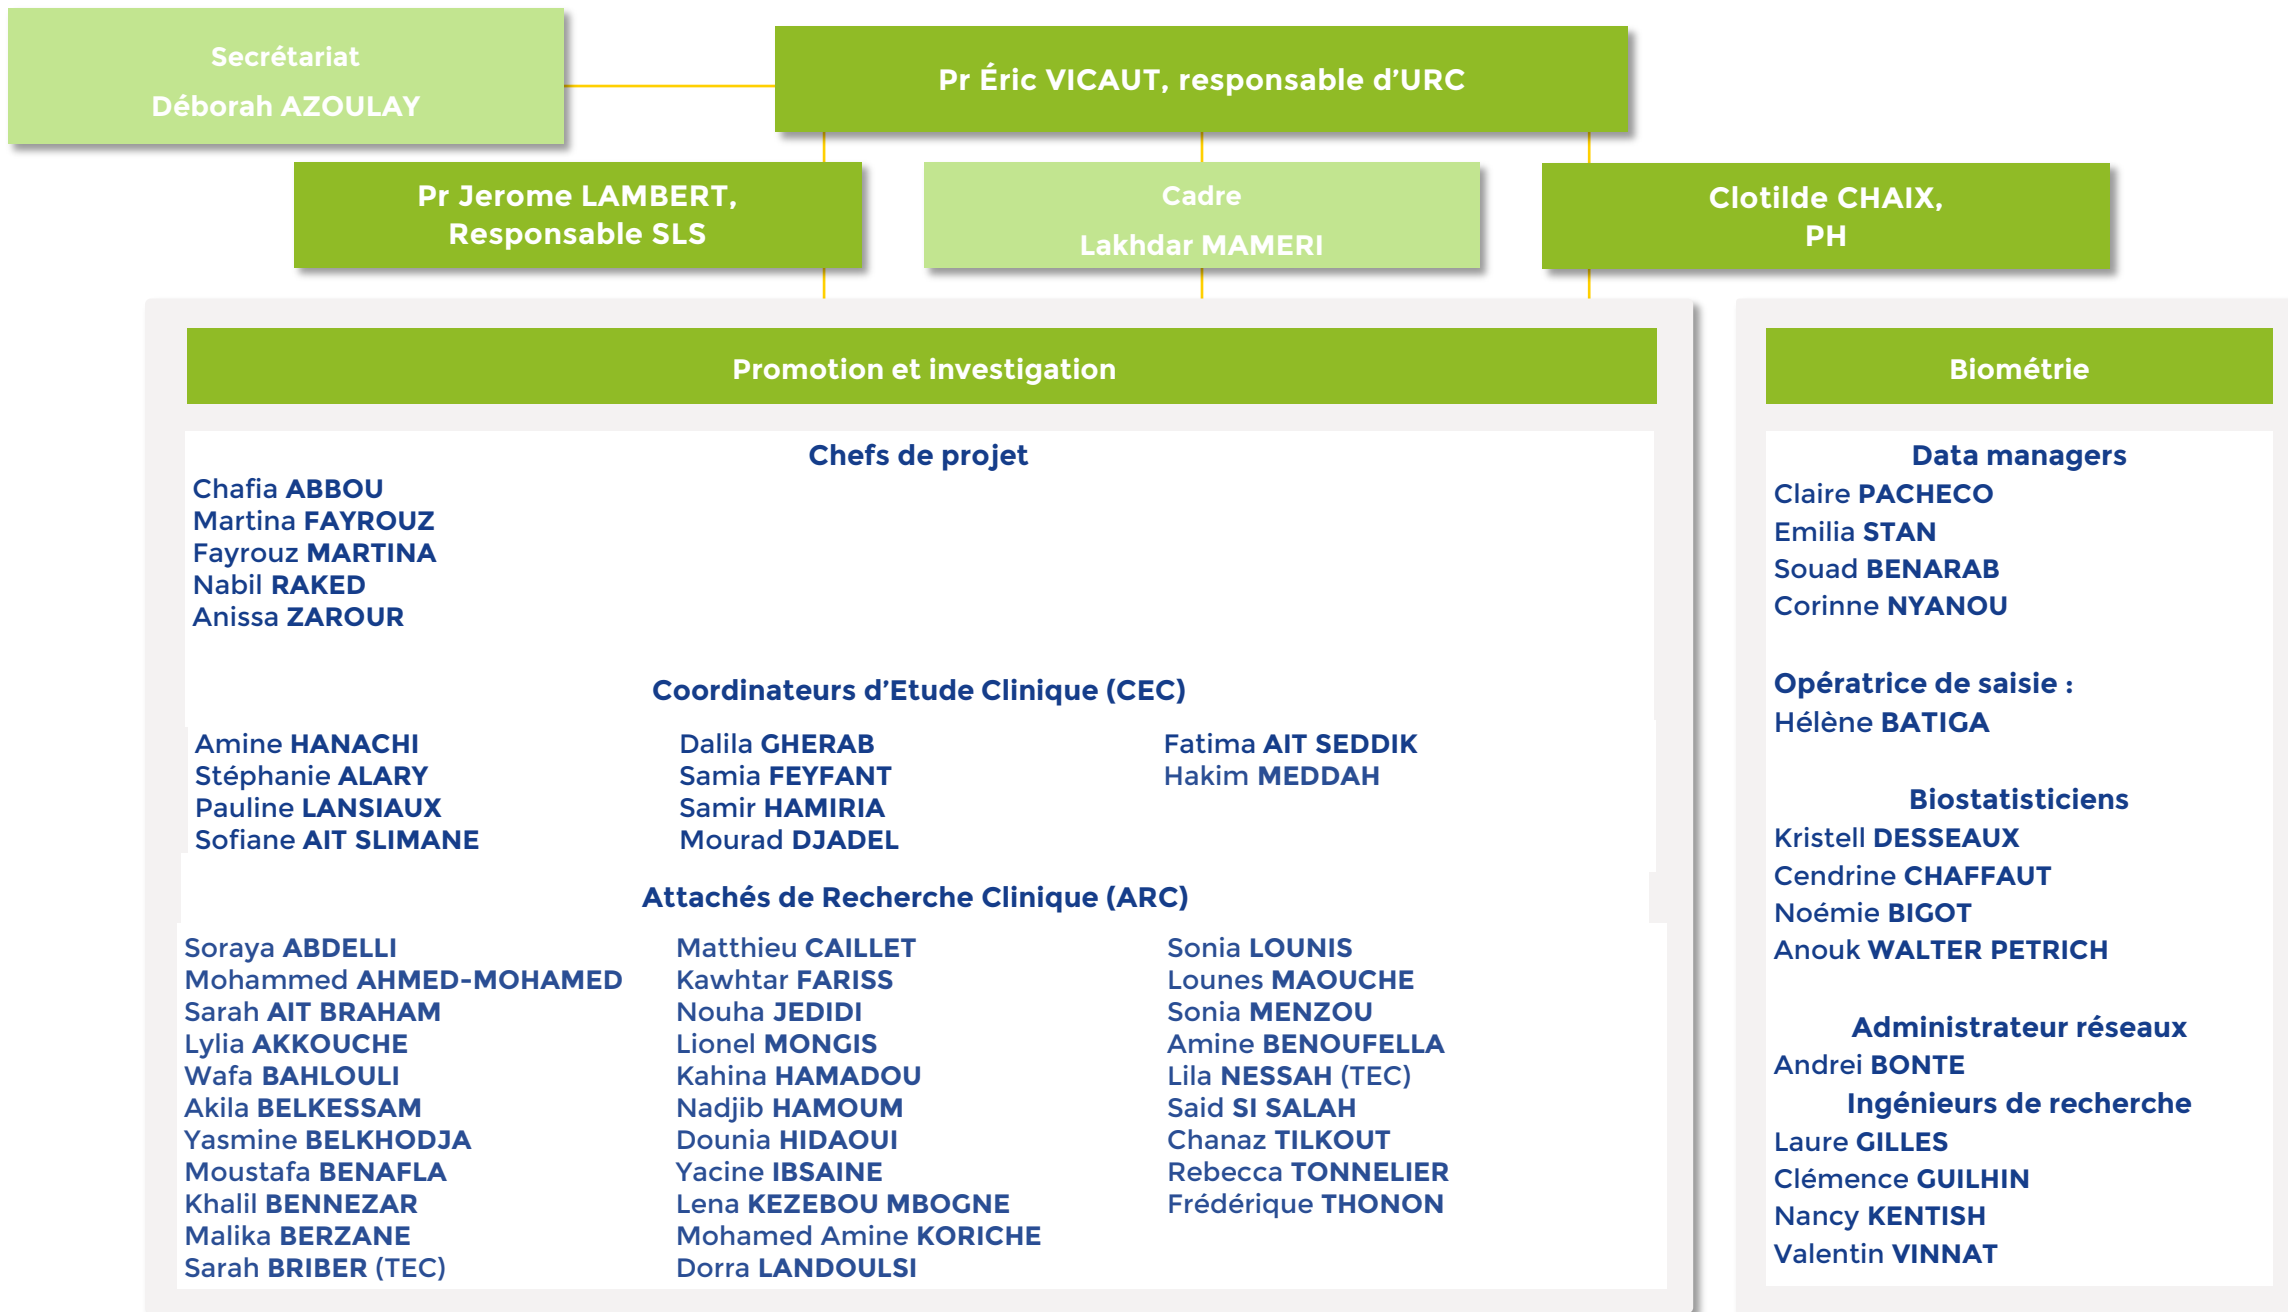 Secrétariat
Déborah AZOULAY
Pr Éric VICAUT, responsable d’URC
Pr Jerome LAMBERT,
Responsable SLS
Cadre
Lakhdar MAMERI
Clotilde CHAIX,
PH
Promotion et investigation
Chefs de projet
Chafia ABBOU
Martina FAYROUZ
Fayrouz MARTINA
Nabil RAKED
Anissa ZAROUR
Coordinateurs d’Etude Clinique (CEC)
Amine HANACHI
Stéphanie ALARY
Pauline LANSIAUX
Sofiane AIT SLIMANE
Dalila GHERAB
Samia FEYFANT
Samir HAMIRIA
Mourad DJADEL
Fatima AIT SEDDIK
Hakim MEDDAH
Attachés de Recherche Clinique (ARC)
Soraya ABDELLI
Mohammed AHMED-MOHAMED
Sarah AIT BRAHAM
Lylia AKKOUCHE
Wafa BAHLOULI
Akila BELKESSAM
Yasmine BELKHODJA
Moustafa BENAFLA
Khalil BENNEZAR
Malika BERZANE
Sarah BRIBER (TEC)
Matthieu CAILLET
Kawhtar FARISS
Nouha JEDIDI
Lionel MONGIS
Kahina HAMADOU
Nadjib HAMOUM
Dounia HIDAOUI
Yacine IBSAINE
Lena KEZEBOU MBOGNE
Mohamed Amine KORICHE
Dorra LANDOULSI
Sonia LOUNIS
Lounes MAOUCHE
Sonia MENZOU
Amine BENOUFELLA
Lila NESSAH (TEC)
Said SI SALAH
Chanaz TILKOUT
Rebecca TONNELIER
Frédérique THONON
Biométrie
Data managers
Claire PACHECO
Emilia STAN
Souad BENARAB
Corinne NYANOU
Opératrice de saisie :
Hélène BATIGA
Biostatisticiens
Kristell DESSEAUX
Cendrine CHAFFAUT
Noémie BIGOT
Anouk WALTER PETRICH
Administrateur réseaux
Andrei BONTE
Ingénieurs de recherche
Laure GILLES
Clémence GUILHIN
Nancy KENTISH
Valentin VINNAT